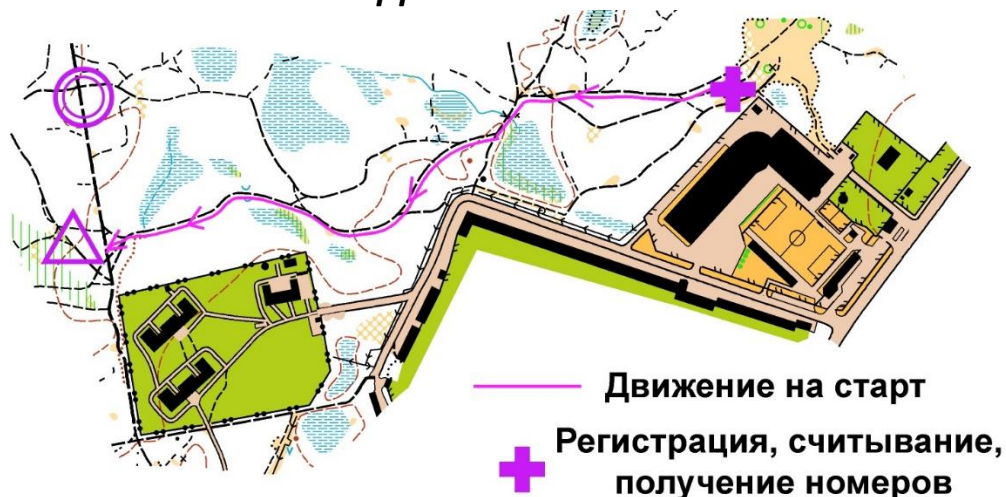 Движение на старт
Регистрация, считывание,
получение номеров